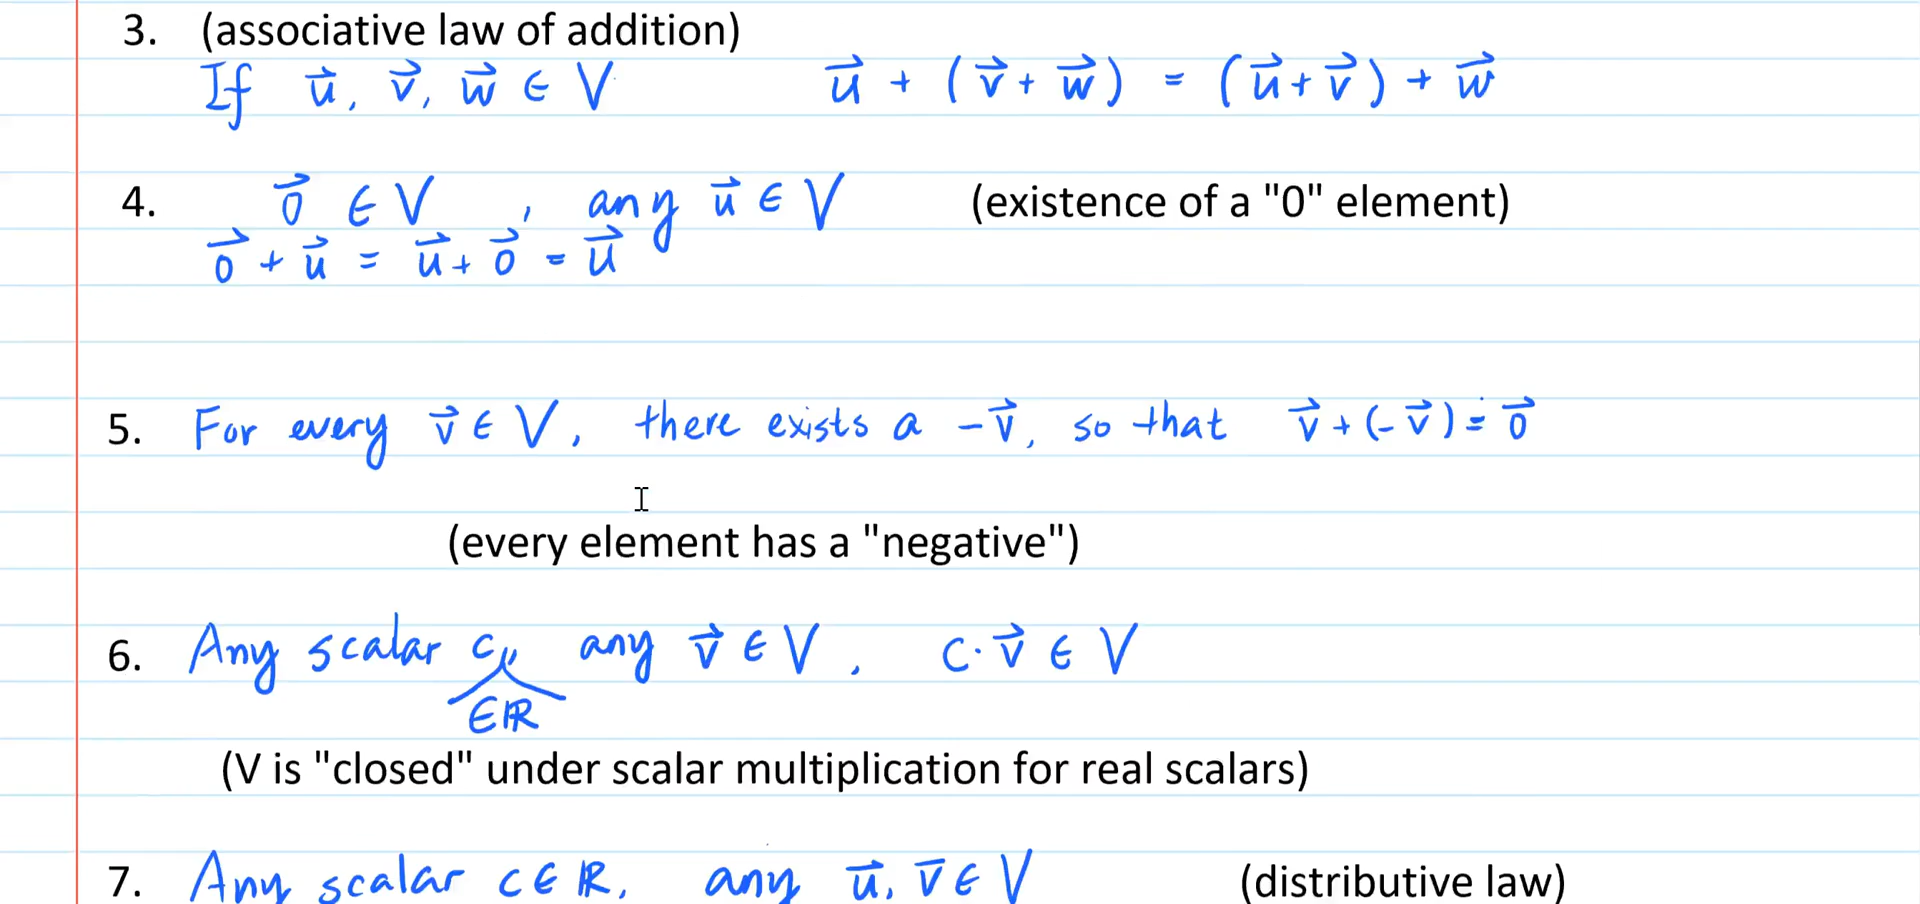 3. (associative law of addition)
If u⃗, v⃗, w⃗ ∈ V u⃗ + (v⃗ + w⃗) = (u⃗ + v⃗) + w⃗
4. 0⃗ ∈ V , any u⃗ ∈ V (existence of a "0" element)
0⃗ + u⃗ = u⃗ + 0⃗ = u⃗
5. For every v⃗ ∈ V, there exists a -v⃗, so that v⃗ + (-v⃗) = 0⃗
(every element has a "negative")
6. Any scalar c, any v⃗ ∈ V, c·v⃗ ∈ V
∈ ℝ
(V is "closed" under scalar multiplication for real scalars)
7. Any scalar c ∈ ℝ, any u⃗, v⃗ ∈ V (distributive law)